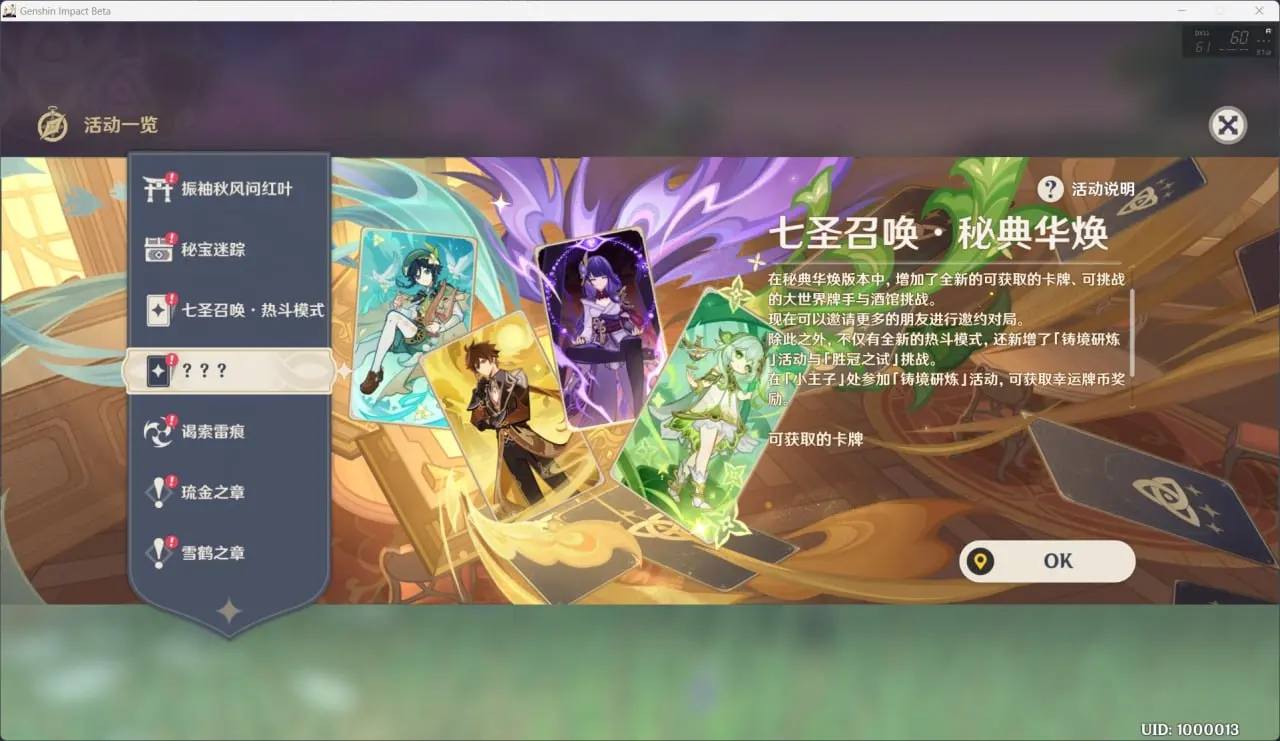 Genshin Impact Beta
60
61
活动一览
振袖秋风问红叶
秘宝迷踪
七圣召唤·热斗模式
？？？
谒索雷痕
琉金之章
雪鹤之章
活动说明
七圣召唤·秘典华焕
在秘典华焕版本中，增加了全新的可获取的卡牌、可挑战
的大世界牌手与酒馆挑战。
现在可以邀请更多的朋友进行邀约对局。
除此之外，不仅有全新的热斗模式，还新增了「铸境研炼
」活动与「胜冠之试」挑战。
在「小王子」处参加「铸境研炼」活动，可获取幸运牌币奖
励。
可获取的卡牌
OK
UID: 1000013